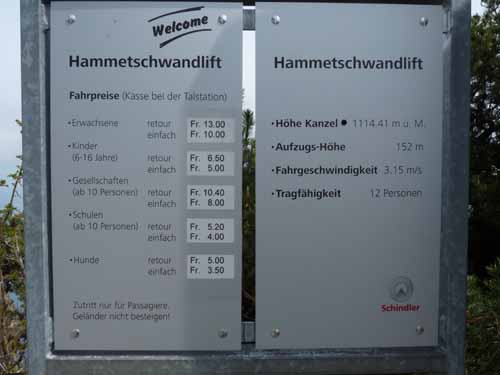 Welcome
Hammetschwandlift
Fahrpreise (Kasse bei der Talstation)
• Erwachsene retour Fr. 13.00
einfach Fr. 10.00
• Kinder retour Fr. 6.50
(6-16 Jahre) einfach Fr. 5.00
• Gesellschaften retour Fr. 10.40
(ab 10 Personen) einfach Fr. 8.00
• Schulen retour Fr. 5.20
(ab 10 Personen) einfach Fr. 4.00
• Hunde retour Fr. 5.00
einfach Fr. 3.50
Zutritt nur für Passagiere.
Geländer nicht besteigen!
Hammetschwandlift
• Höhe Kanzel • 1114.41 m ü. M.
• Aufzugs-Höhe 152 m
• Fahrgeschwindigkeit 3.15 m/s
• Tragfähigkeit 12 Personen
Schindler